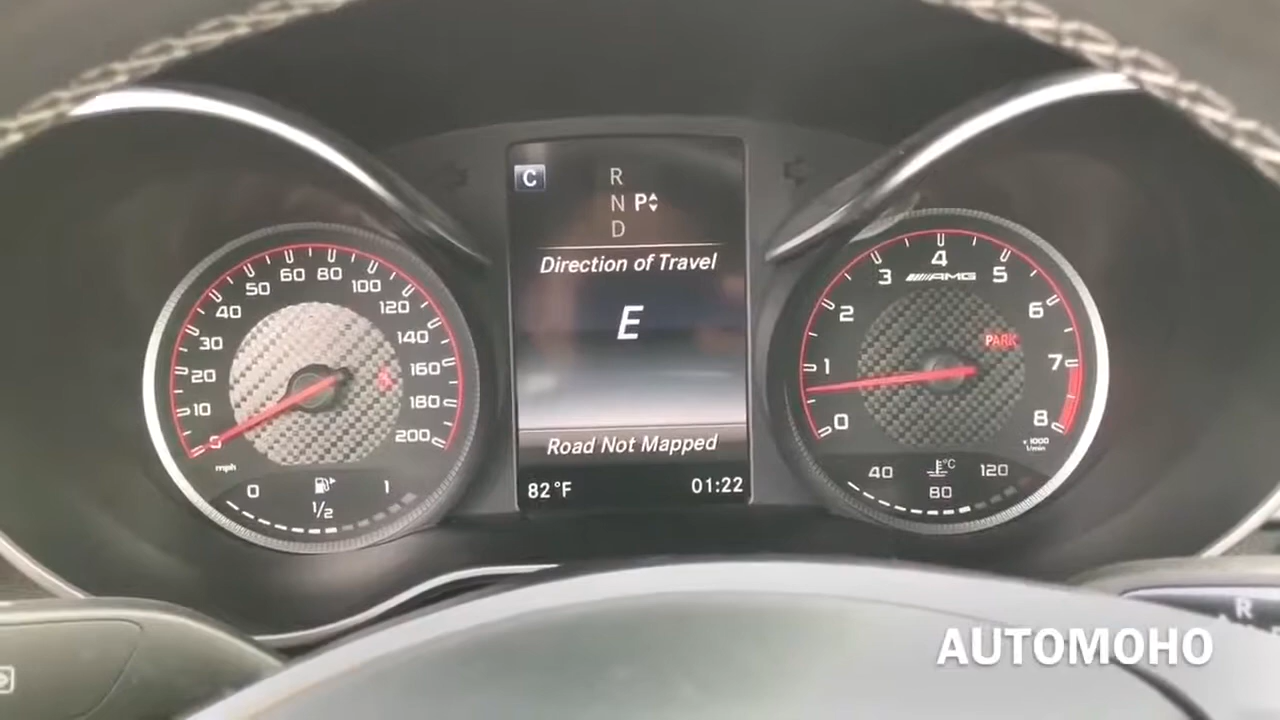 C
R
N P
D
Direction of Travel
E
Road Not Mapped
82°F 01:22
0
10
20
30
40
50
60
80
100
120
140
160
180
200
mph
0 1/2 1
0
1
2
3
4
5
6
7
8
AMG
PARK
x 1000
1/min
40 80 120
°C
R
AUTOMOHO